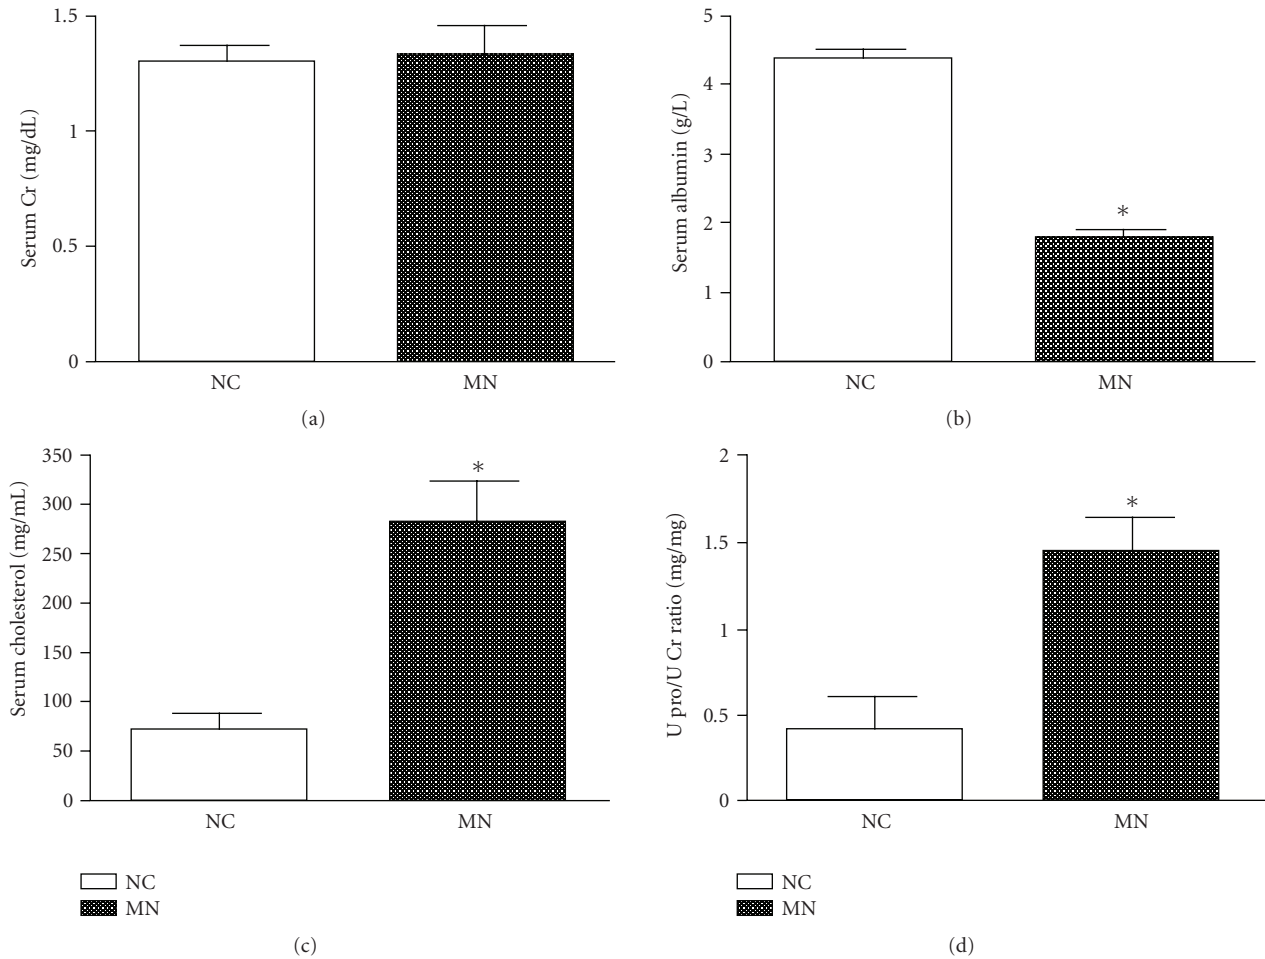 1.5
1
0.5
0
Serum Cr (mg/dL)
NC
MN
(a)
5
4
3
2
1
0
Serum albumin (g/L)
*
NC
MN
(b)
350
300
250
200
150
100
50
0
Serum cholesterol (mg/mL)
*
NC
MN
NC
MN
(c)
2
1.5
1
0.5
0
U pro/U Cr ratio (mg/mg)
*
NC
MN
NC
MN
(d)